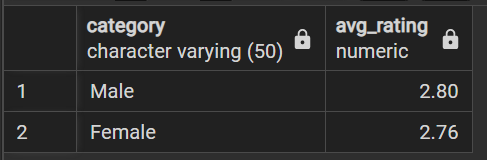 category avg_rating
character varying (50) numeric
1 Male 2.80
2 Female 2.76